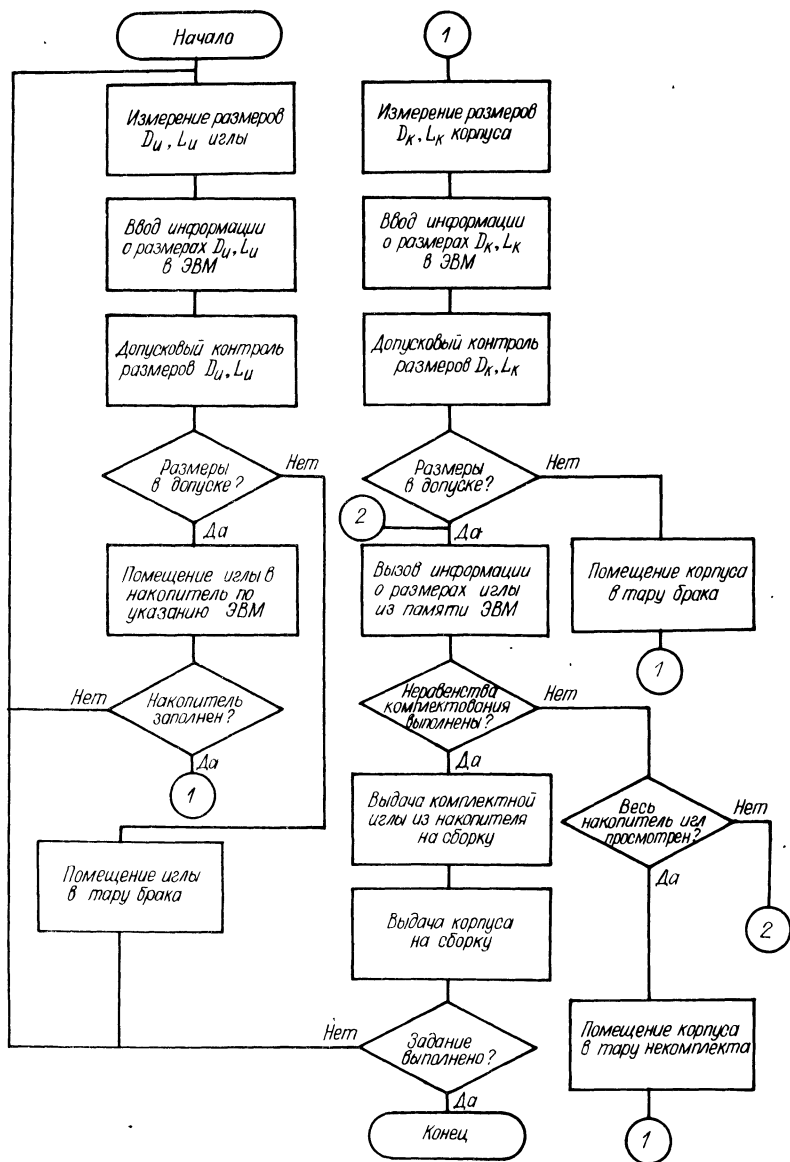 Начало
Измерение размеров
Dи, Lи иглы
Ввод информации
о размерах Dи, Lи
в ЭВМ
Допусковый контроль
размеров Dи, Lи
Размеры
в допуске?
Нет
Да
Помещение иглы в
накопитель по
указанию ЭВМ
Нет
Накопитель
заполнен?
Да
1
Помещение иглы
в тару брака
1
Измерение размеров
Dк, Lк корпуса
Ввод информации
о размерах Dк, Lк
в ЭВМ
Допусковый контроль
размеров Dк, Lк
Размеры
в допуске?
Нет
2
Да
Вызов информации
о размерах иглы
из памяти ЭВМ
Помещение корпуса
в тару брака
1
Неравенства
комплектования
выполнены?
Нет
Да
Выдача комплектной
иглы из накопителя
на сборку
Весь
накопитель игл
просмотрен?
Нет
Да
2
Выдача корпуса
на сборку
Нет
Задание
выполнено?
Да
Конец
Помещение корпуса
в тару некомплекта
1